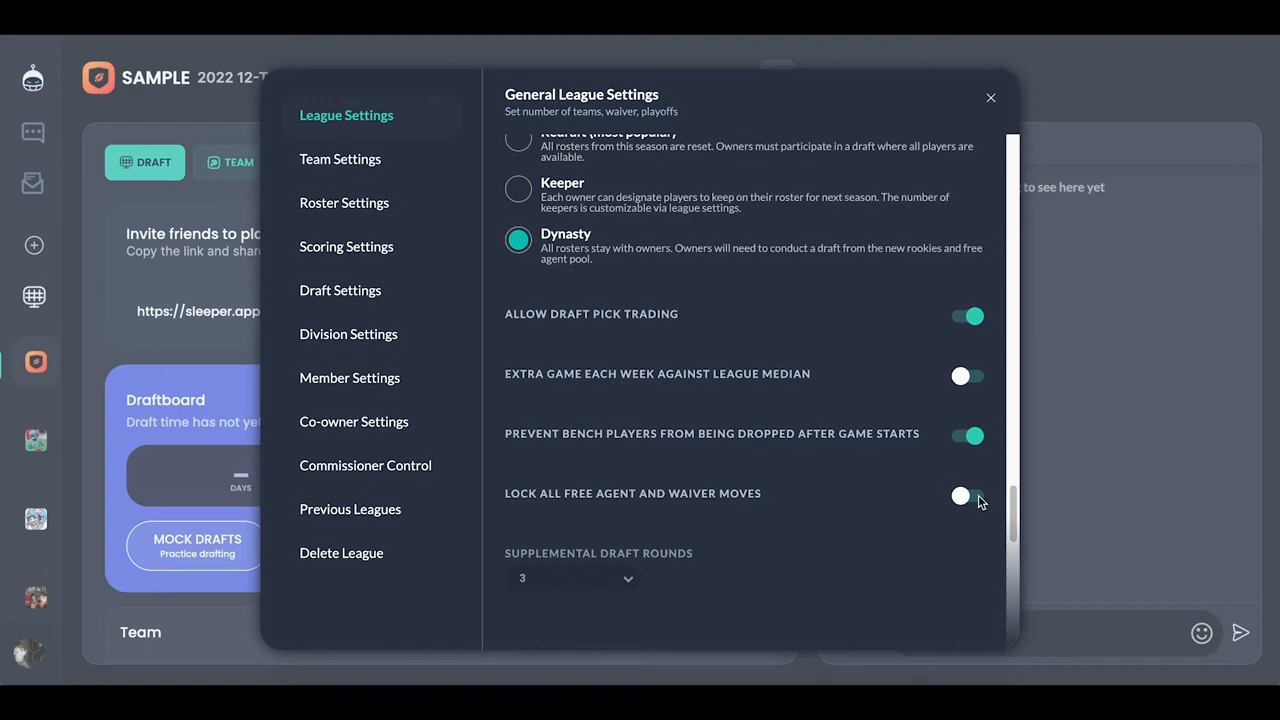 SAMPLE 2022 12-T
DRAFT
TEAM
Invite friends to pl
Copy the link and share
https://sleeper.app
Draftboard
Draft time has not ye
DAYS
MOCK DRAFTS
Practice drafting
Team
League Settings
Team Settings
Roster Settings
Scoring Settings
Draft Settings
Division Settings
Member Settings
Co-owner Settings
Commissioner Control
Previous Leagues
Delete League
General League Settings
Set number of teams, waiver, playoffs
Redraft (most popular)
All rosters from this season are reset. Owners must participate in a draft where all players are
available.
Keeper
Each owner can designate players to keep on their roster for next season. The number of
keepers is customizable via league settings.
Dynasty
All rosters stay with owners. Owners will need to conduct a draft from the new rookies and free
agent pool.
ALLOW DRAFT PICK TRADING
EXTRA GAME EACH WEEK AGAINST LEAGUE MEDIAN
PREVENT BENCH PLAYERS FROM BEING DROPPED AFTER GAME STARTS
LOCK ALL FREE AGENT AND WAIVER MOVES
SUPPLEMENTAL DRAFT ROUNDS
3
to see here yet